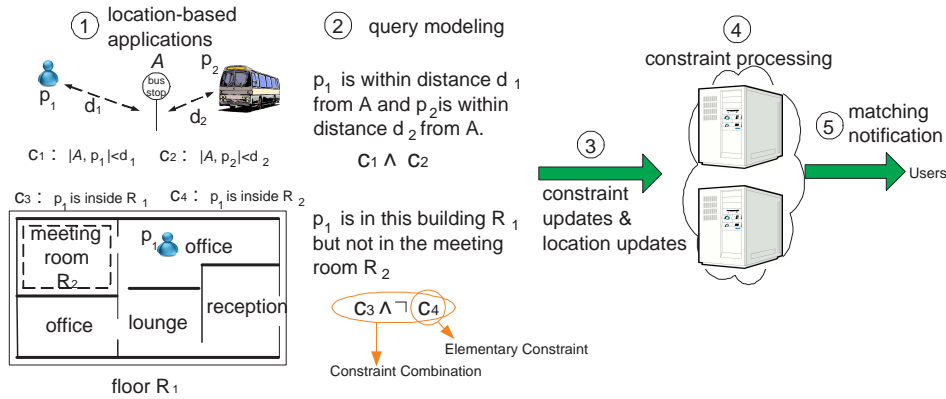 ① location-based applications
A
p₂
bus stop
p₁
d₁
d₂
C₁ : |A, p₁|<d₁
C₂ : |A, p₂|<d₂
C₃ : p₁ is inside R₁
C₄ : p₁ is inside R₂
meeting room R₂
p₁
office
office
lounge
reception
floor R₁
② query modeling
p₁ is within distance d₁
from A and p₂ is within
distance d₂ from A.
C₁ ∧ C₂
p₁ is in this building R₁
but not in the meeting
room R₂
C₃ ∧ ¬ C₄
Elementary Constraint
Constraint Combination
③
constraint
updates &
location updates
④
constraint processing
⑤ matching
notification
Users